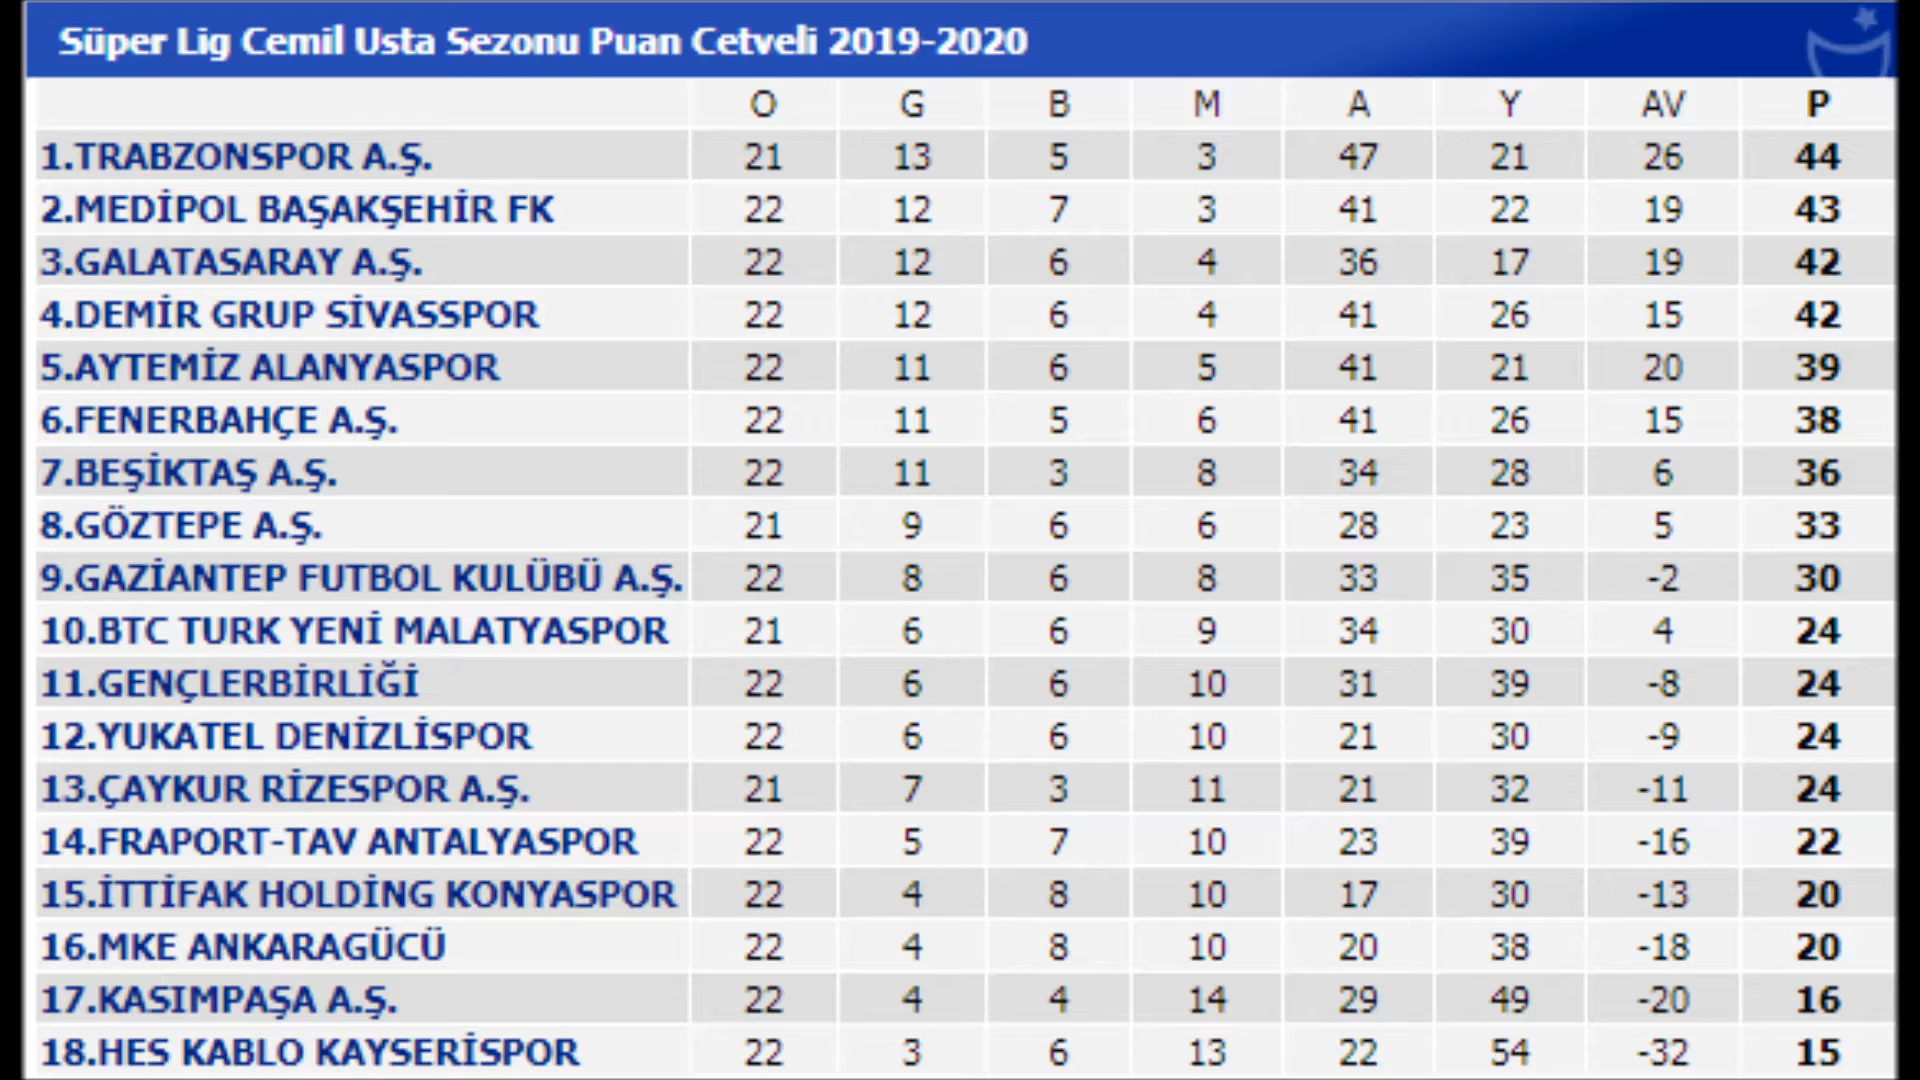 Süper Lig Cemil Usta Sezonu Puan Cetveli 2019-2020
O G B M A Y AV P
1.TRABZONSPOR A.Ş. 21 13 5 3 47 21 26 44
2.MEDİPOL BAŞAKŞEHİR FK 22 12 7 3 41 22 19 43
3.GALATASARAY A.Ş. 22 12 6 4 36 17 19 42
4.DEMİR GRUP SİVASSPOR 22 12 6 4 41 26 15 42
5.AYTEMİZ ALANYASPOR 22 11 6 5 41 21 20 39
6.FENERBAHÇE A.Ş. 22 11 5 6 41 26 15 38
7.BEŞİKTAŞ A.Ş. 22 11 3 8 34 28 6 36
8.GÖZTEPE A.Ş. 21 9 6 6 28 23 5 33
9.GAZİANTEP FUTBOL KULÜBÜ A.Ş. 22 8 6 8 33 35 -2 30
10.BTC TURK YENİ MALATYASPOR 21 6 6 9 34 30 4 24
11.GENÇLERBİRLİĞİ 22 6 6 10 31 39 -8 24
12.YUKATEL DENİZLİSPOR 22 6 6 10 21 30 -9 24
13.ÇAYKUR RİZESPOR A.Ş. 21 7 3 11 21 32 -11 24
14.FRAPORT-TAV ANTALYASPOR 22 5 7 10 23 39 -16 22
15.İTTİFAK HOLDİNG KONYASPOR 22 4 8 10 17 30 -13 20
16.MKE ANKARAGÜCÜ 22 4 8 10 20 38 -18 20
17.KASIMPAŞA A.Ş. 22 4 4 14 29 49 -20 16
18.HES KABLO KAYSERİSPOR 22 3 6 13 22 54 -32 15